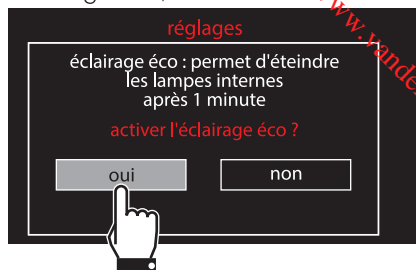 réglages
éclairage éco : permet d'éteindre
les lampes internes
après 1 minute
activer l'éclairage éco ?
oui
non